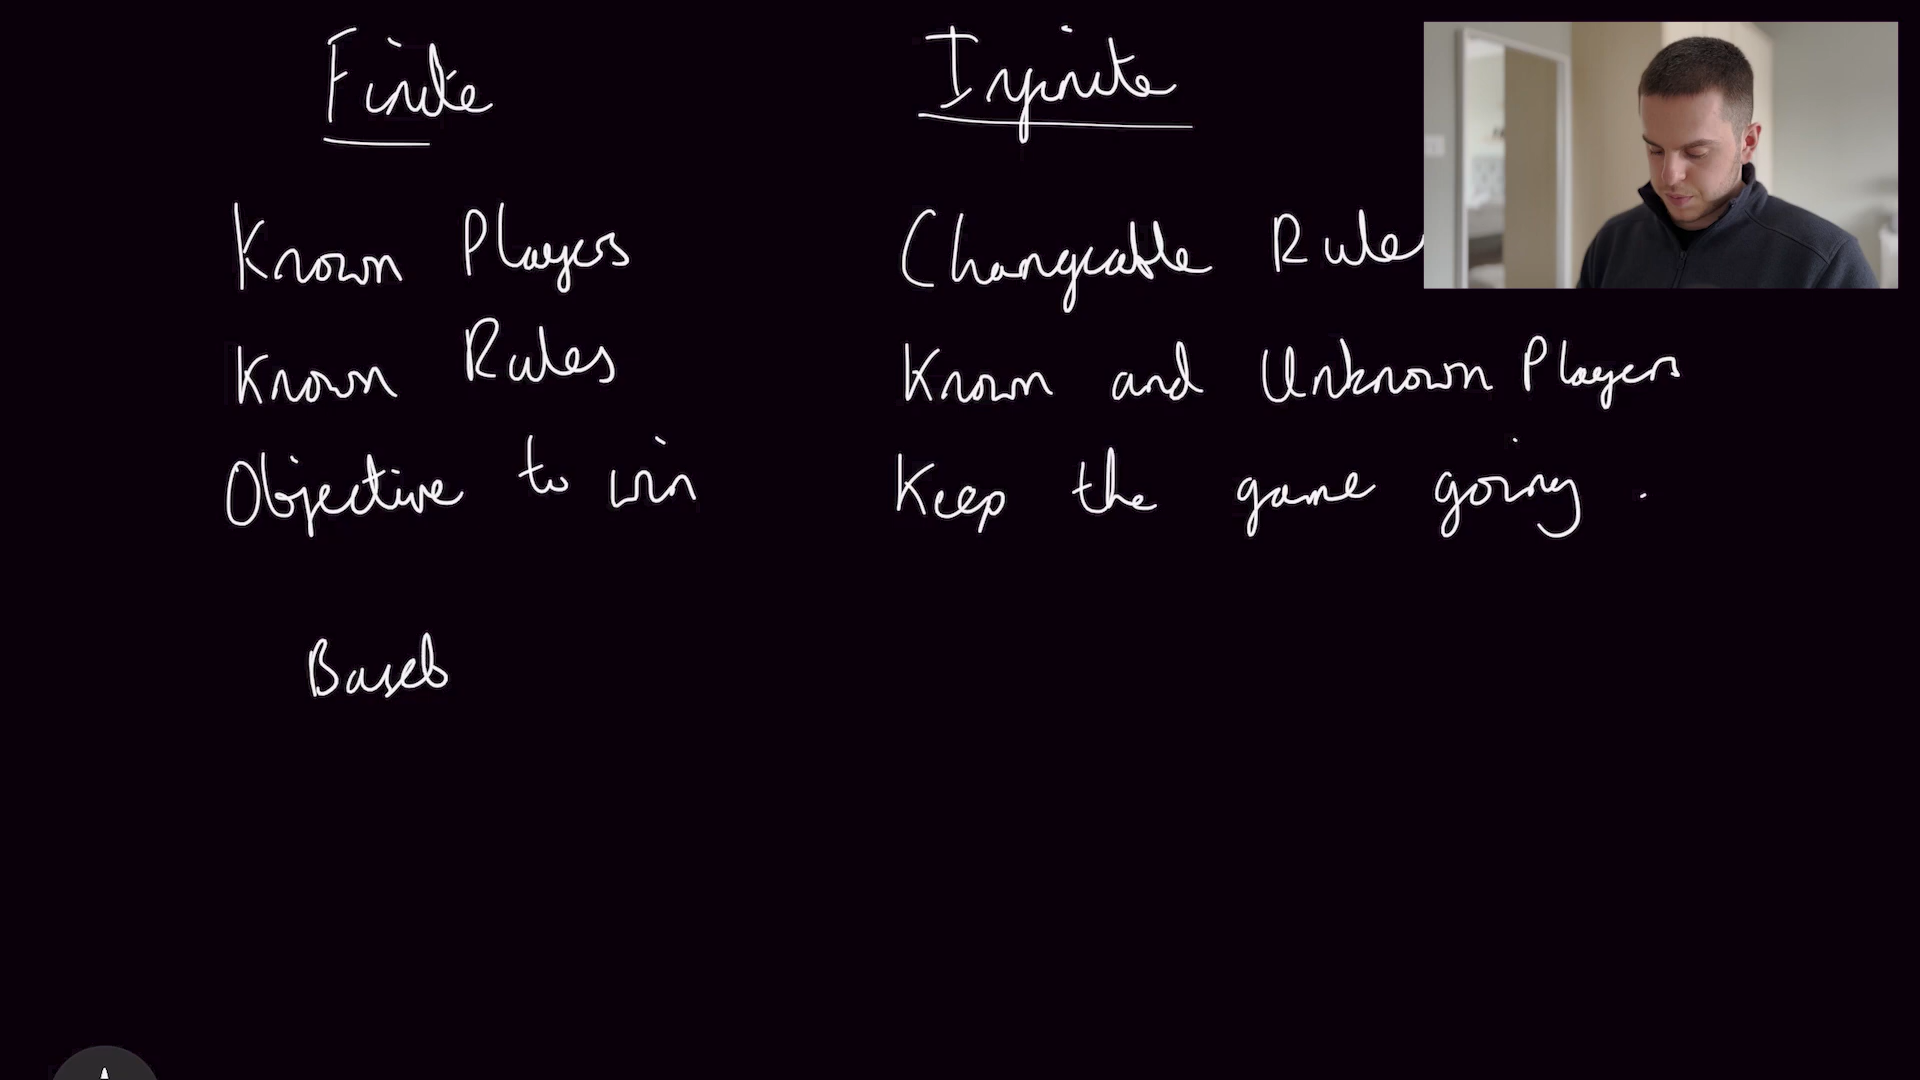 Finite
Infinite
Known Players
Changeable Rule
Known Rules
Known and Unknown Players
Objective to win
Keep the game going .
Baseb